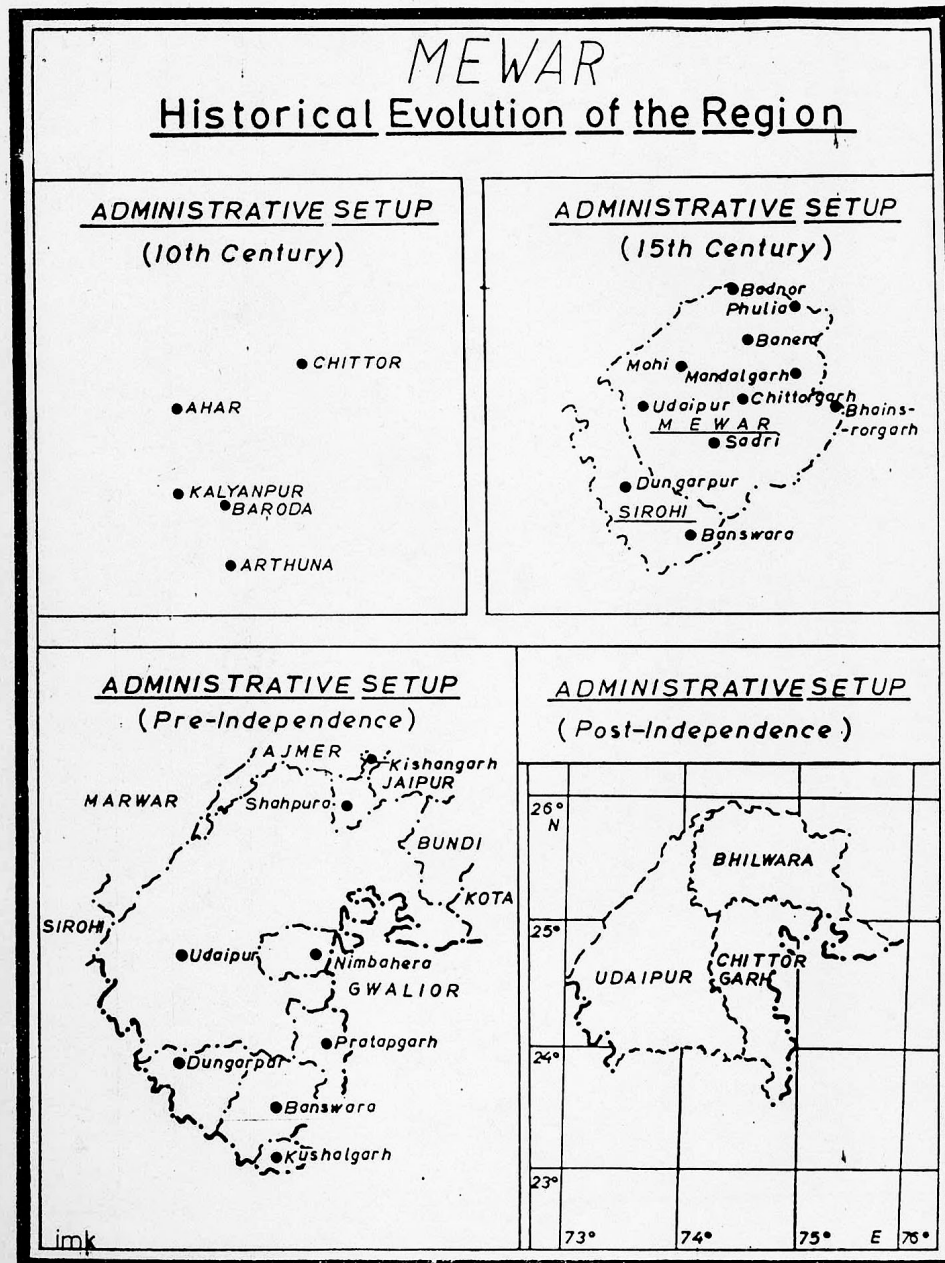 MEWAR
Historical Evolution of the Region
ADMINISTRATIVE SETUP
(10th Century)
CHITTOR
AHAR
KALYANPUR
BARODA
ARTHUNA
ADMINISTRATIVE SETUP
(15th Century)
Badnor
Phulia
Banera
Mohi
Mandalgarh
Chittorgarh
Udaipur
Bhains-
-rorgarh
MEWAR
Sadri
Dungarpur
SIROHI
Banswara
ADMINISTRATIVE SETUP
(Pre-Independence)
AJMER
Kishangarh
JAIPUR
MARWAR
Shahpura
BUNDI
KOTA
SIROHI
Udaipur
Nimbahera
GWALIOR
Pratapgarh
Dungarpur
Banswara
Kushalgarh
imk
ADMINISTRATIVE SETUP
(Post-Independence)
26°
N
BHILWARA
25°
UDAIPUR
CHITTOR
GARH
24°
23°
73° 74° 75° E 76°